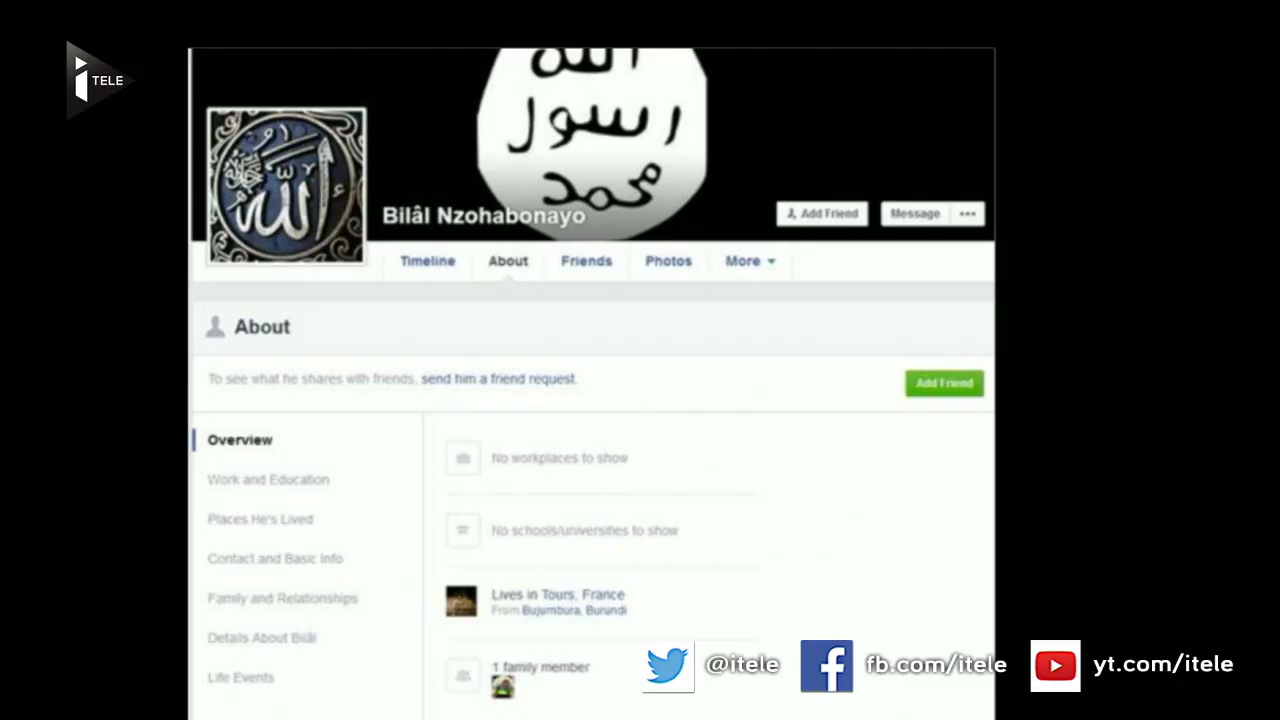 i TELE
الله
رسول
محمد
الله
Bilâl Nzohabonayo
Add Friend
Message
Timeline
About
Friends
Photos
More
About
To see what he shares with friends, send him a friend request.
Add Friend
Overview
Work and Education
Places He's Lived
Contact and Basic Info
Family and Relationships
Details About Bilâl
Life Events
No workplaces to show
No schools/universities to show
Lives in Tours, France
From Bujumbura, Burundi
1 family member
@itele
fb.com/itele
yt.com/itele